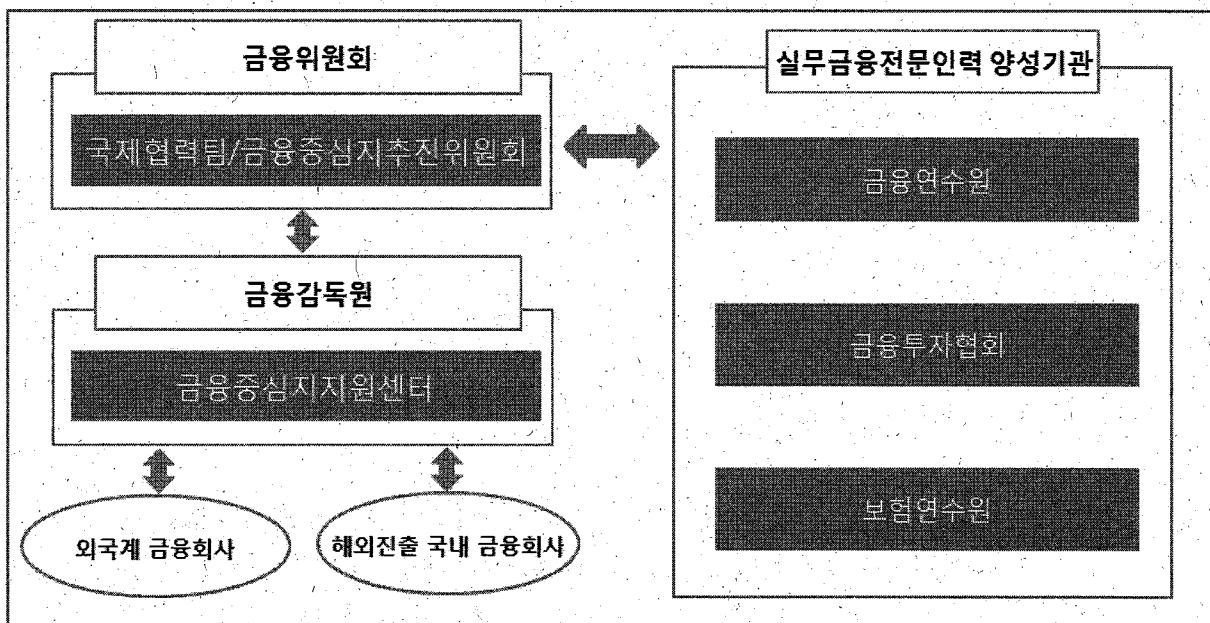 금융위원회
국제협력팀/금융중심지추진위원회
금융감독원
금융중심지지원센터
외국계 금융회사
해외진출 국내 금융회사
실무금융전문인력 양성기관
금융연수원
금융투자협회
보험연수원